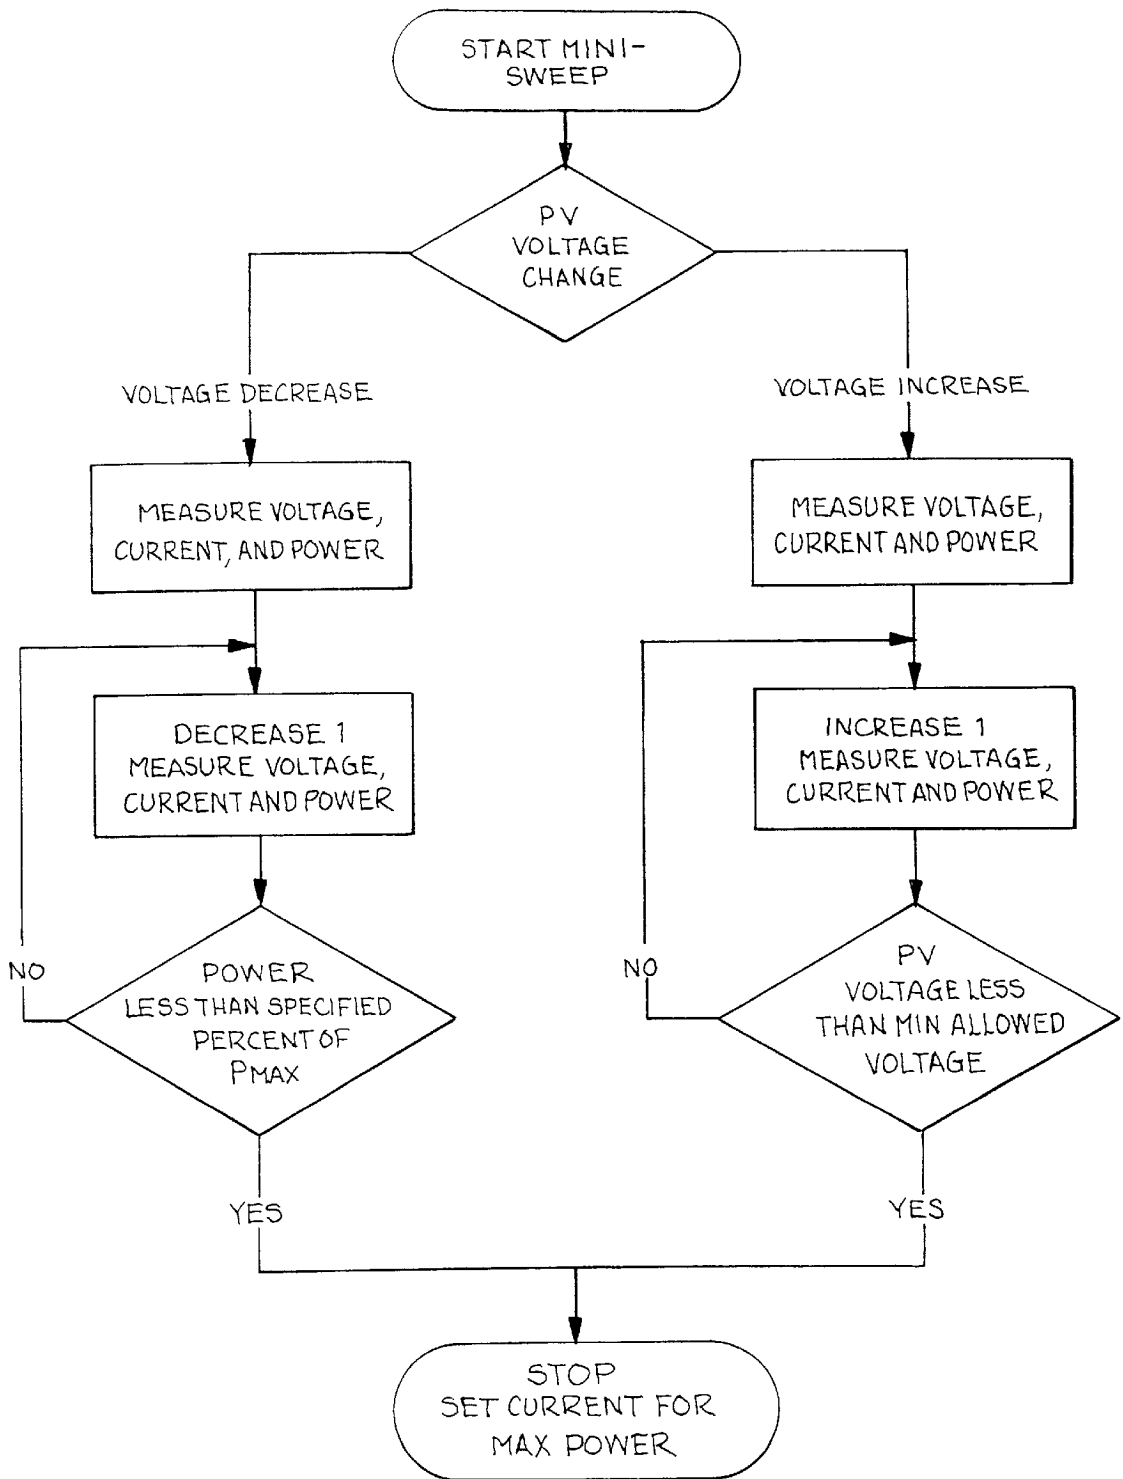 START MINI-
SWEEP
PV
VOLTAGE
CHANGE
VOLTAGE DECREASE
VOLTAGE INCREASE
MEASURE VOLTAGE,
CURRENT, AND POWER
MEASURE VOLTAGE,
CURRENT AND POWER
DECREASE 1
MEASURE VOLTAGE,
CURRENT AND POWER
INCREASE 1
MEASURE VOLTAGE,
CURRENT AND POWER
NO
POWER
LESS THAN SPECIFIED
PERCENT OF
PMAX
NO
PV
VOLTAGE LESS
THAN MIN ALLOWED
VOLTAGE
YES
YES
STOP
SET CURRENT FOR
MAX POWER